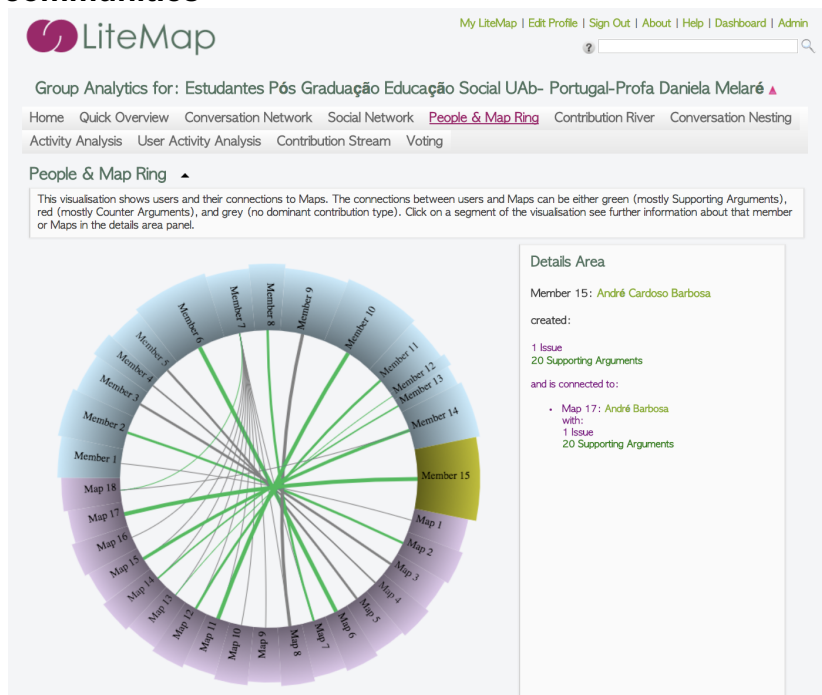 LiteMap
My LiteMap | Edit Profile | Sign Out | About | Help | Dashboard | Admin
?
Group Analytics for: Estudantes Pós Graduação Educação Social UAb- Portugal-Profa Daniela Melaré
Home Quick Overview Conversation Network Social Network People & Map Ring Contribution River Conversation Nesting
Activity Analysis User Activity Analysis Contribution Stream Voting
People & Map Ring
This visualisation shows users and their connections to Maps. The connections between users and Maps can be either green (mostly Supporting Arguments),
red (mostly Counter Arguments), and grey (no dominant contribution type). Click on a segment of the visualisation see further information about that member
or Maps in the details area panel.
Member 1
Member 2
Member 3
Member 4
Member 5
Member 6
Member 7
Member 8
Member 9
Member 10
Member 11
Member 12
Member 13
Member 14
Member 15
Map 1
Map 2
Map 3
Map 4
Map 5
Map 6
Map 7
Map 8
Map 9
Map 10
Map 11
Map 12
Map 13
Map 14
Map 15
Map 16
Map 17
Map 18
Details Area
Member 15: André Cardoso Barbosa
created:
1 Issue
20 Supporting Arguments
and is connected to:
• Map 17: André Barbosa
with:
1 Issue
20 Supporting Arguments